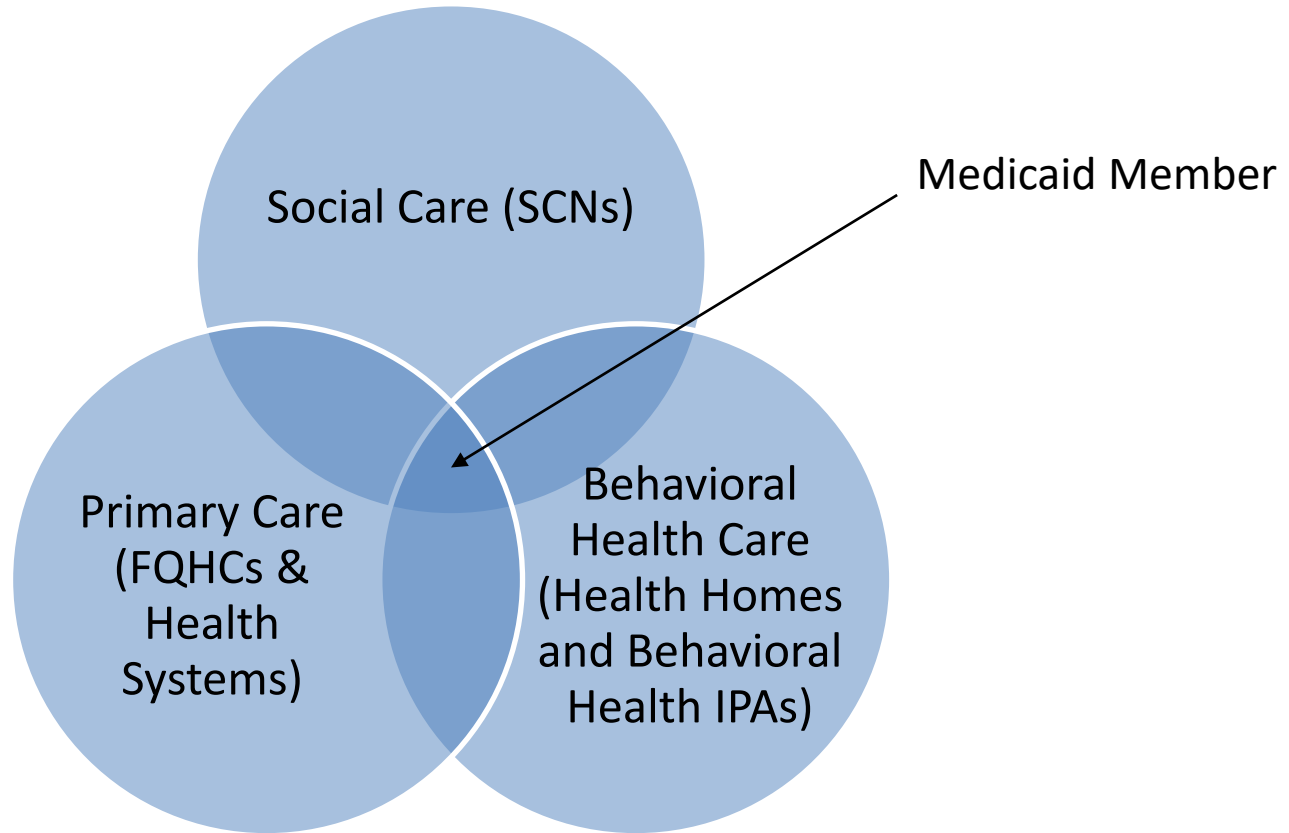 Medicaid Member
Social Care (SCNs)
Primary Care
(FQHCs &
Health
Systems)
Behavioral
Health Care
(Health Homes
and Behavioral
Health IPAs)